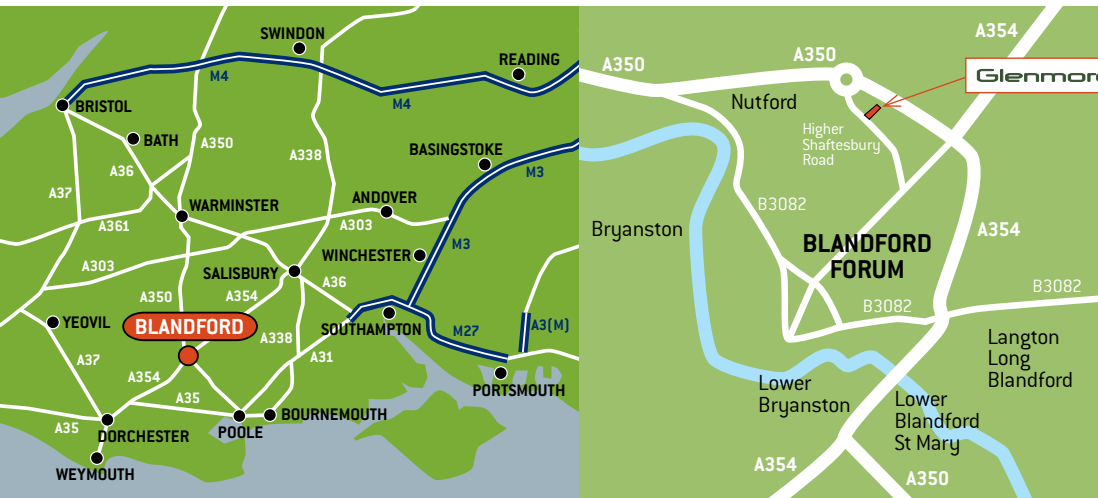 SWINDON
READING
M4
M4
BRISTOL
BATH
A350
A338
BASINGSTOKE
A36
M3
A37
WARMINSTER
ANDOVER
A361
A303
M3
WINCHESTER
A303
SALISBURY
A36
A350
A354
YEOVIL
BLANDFORD
SOUTHAMPTON
M27
A3(M)
A338
A37
A31
A354
A35
PORTSMOUTH
A35
DORCHESTER
POOLE
BOURNEMOUTH
WEYMOUTH
A354
A350
A350
Glenmor
Nutford
Higher
Shaftesbury
Road
B3082
Bryanston
A354
BLANDFORD
FORUM
B3082
B3082
Langton
Long
Blandford
Lower
Bryanston
Lower
Blandford
St Mary
A354
A350